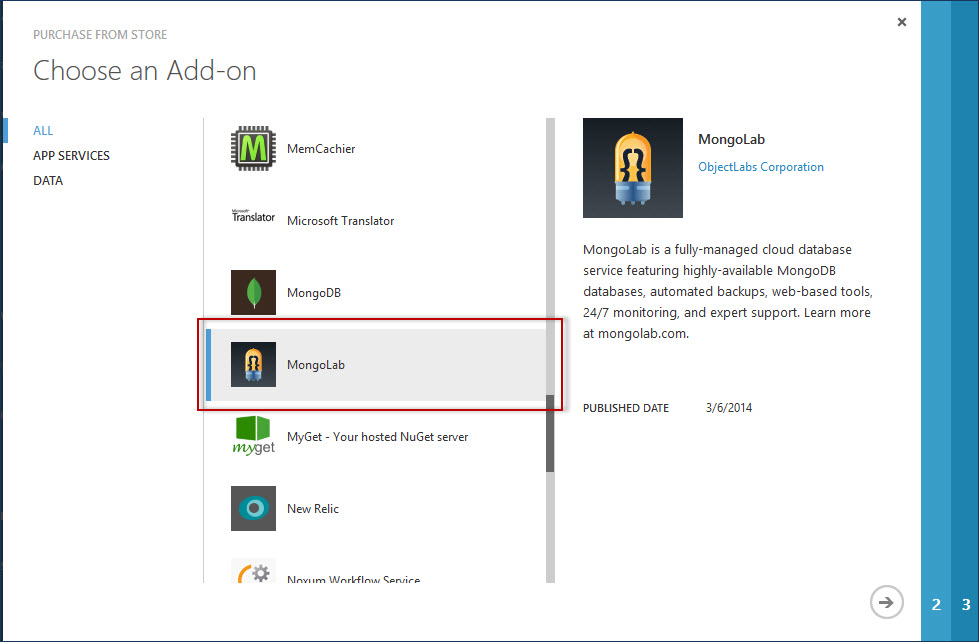 PURCHASE FROM STORE
Choose an Add-on
ALL
APP SERVICES
DATA
MemCachier
Microsoft
Translator
Microsoft Translator
MongoDB
MongoLab
myget
MyGet - Your hosted NuGet server
New Relic
Noxum Workflow Service
MongoLab
ObjectLabs Corporation
MongoLab is a fully-managed cloud database
service featuring highly-available MongoDB
databases, automated backups, web-based tools,
24/7 monitoring, and expert support. Learn more
at mongolab.com.
PUBLISHED DATE 3/6/2014
2 3